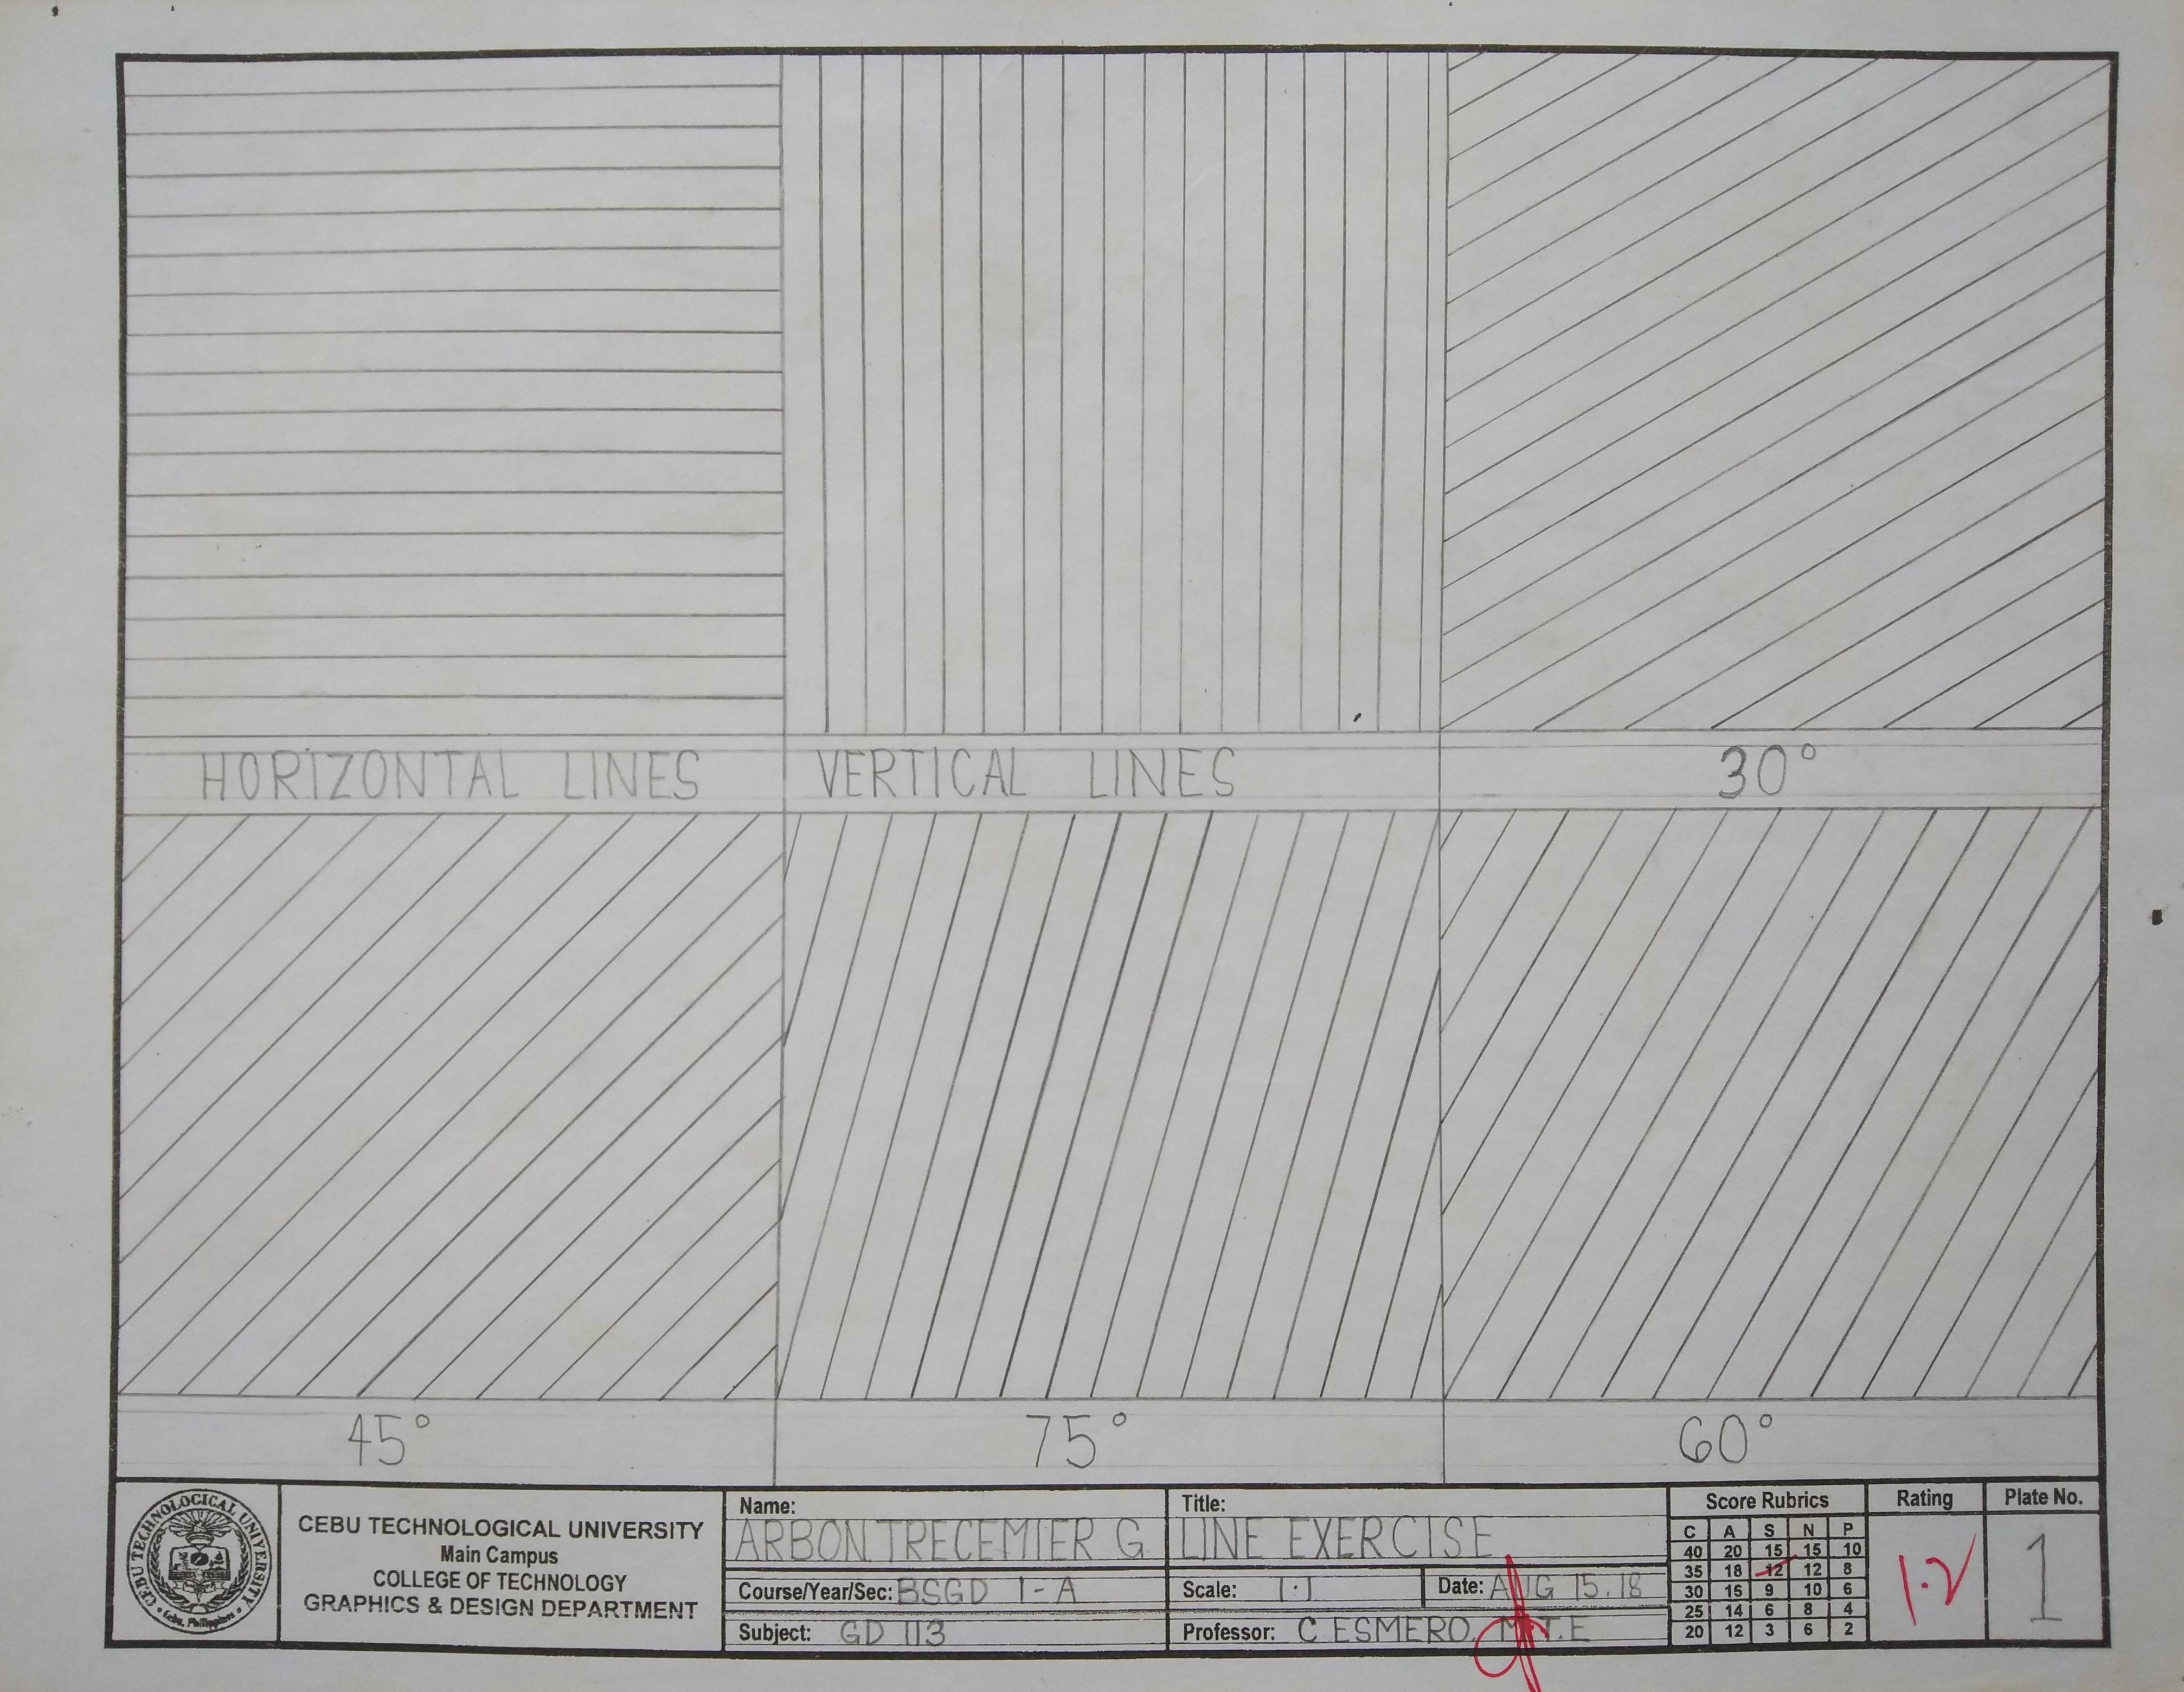 HORIZONTAL LINES
VERTICAL LINES
30°
45°
75°
60°
CEBU TECHNOLOGICAL UNIVERSITY
• Cebu, Philippines •
CEBU TECHNOLOGICAL UNIVERSITY
Main Campus
COLLEGE OF TECHNOLOGY
GRAPHICS & DESIGN DEPARTMENT
Name:
ARBON TRECEMIER G
Course/Year/Sec: BSGD 1-A
Subject: GD 113
Title:
LINE EXERCISE
Scale: 1:1
Date: AUG 15.18
Professor: C ESMERO, M.T.E
Score Rubrics
C A S N P
40 20 15 15 10
35 18 12 12 8
30 16 9 10 6
25 14 6 8 4
20 12 3 6 2
Rating
1.2
Plate No.
1